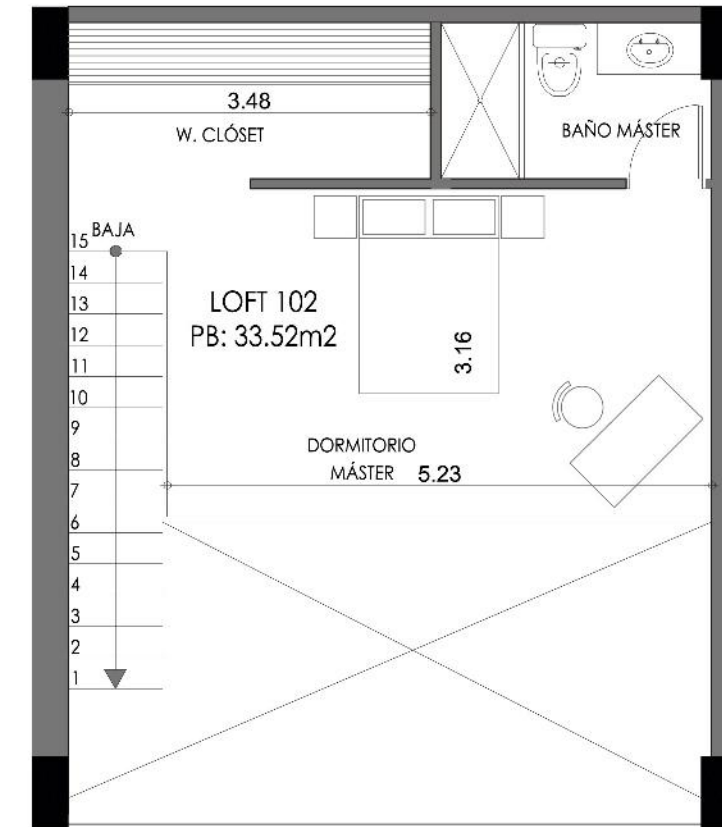 3.48
W. CLÓSET
BAÑO MÁSTER
BAJA
15
14
13
12
11
10
9
8
7
6
5
4
3
2
1
LOFT 102
PB: 33.52m2
3.16
DORMITORIO
MÁSTER 5.23